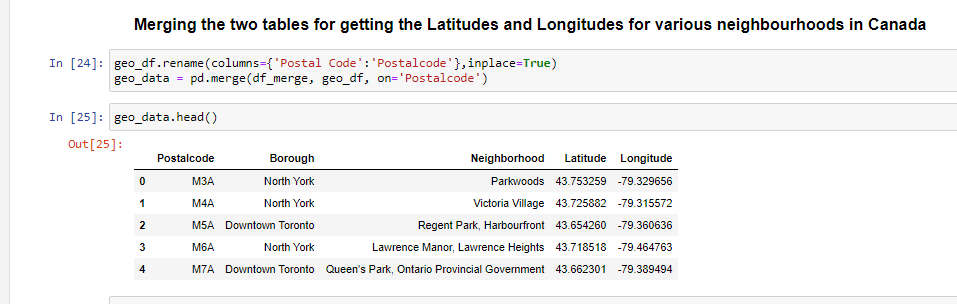 Merging the two tables for getting the Latitudes and Longitudes for various neighbourhoods in Canada
In [24]: geo_df.rename(columns={'Postal Code':'Postalcode'},inplace=True)
geo_data = pd.merge(df_merge, geo_df, on='Postalcode')
In [25]: geo_data.head()
Out[25]:
Postalcode Borough Neighborhood Latitude Longitude
0 M3A North York Parkwoods 43.753259 -79.329656
1 M4A North York Victoria Village 43.725882 -79.315572
2 M5A Downtown Toronto Regent Park, Harbourfront 43.654260 -79.360636
3 M6A North York Lawrence Manor, Lawrence Heights 43.718518 -79.464763
4 M7A Downtown Toronto Queen's Park, Ontario Provincial Government 43.662301 -79.389494